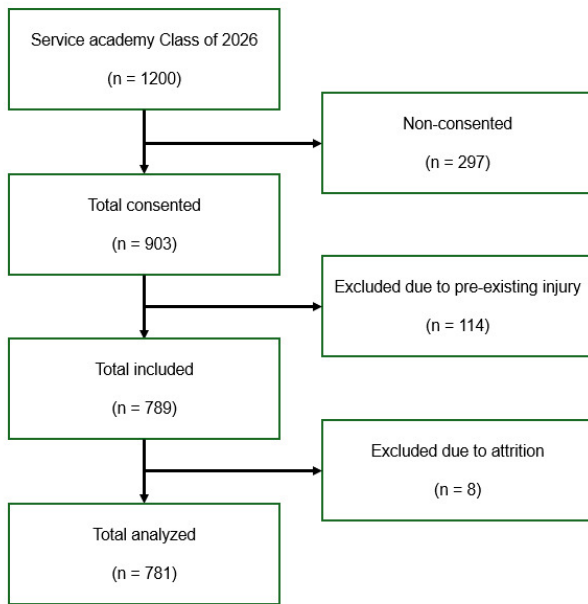 Service academy Class of 2026
(n = 1200)
Non-consented
(n = 297)
Total consented
(n = 903)
Excluded due to pre-existing injury
(n = 114)
Total included
(n = 789)
Excluded due to attrition
(n = 8)
Total analyzed
(n = 781)